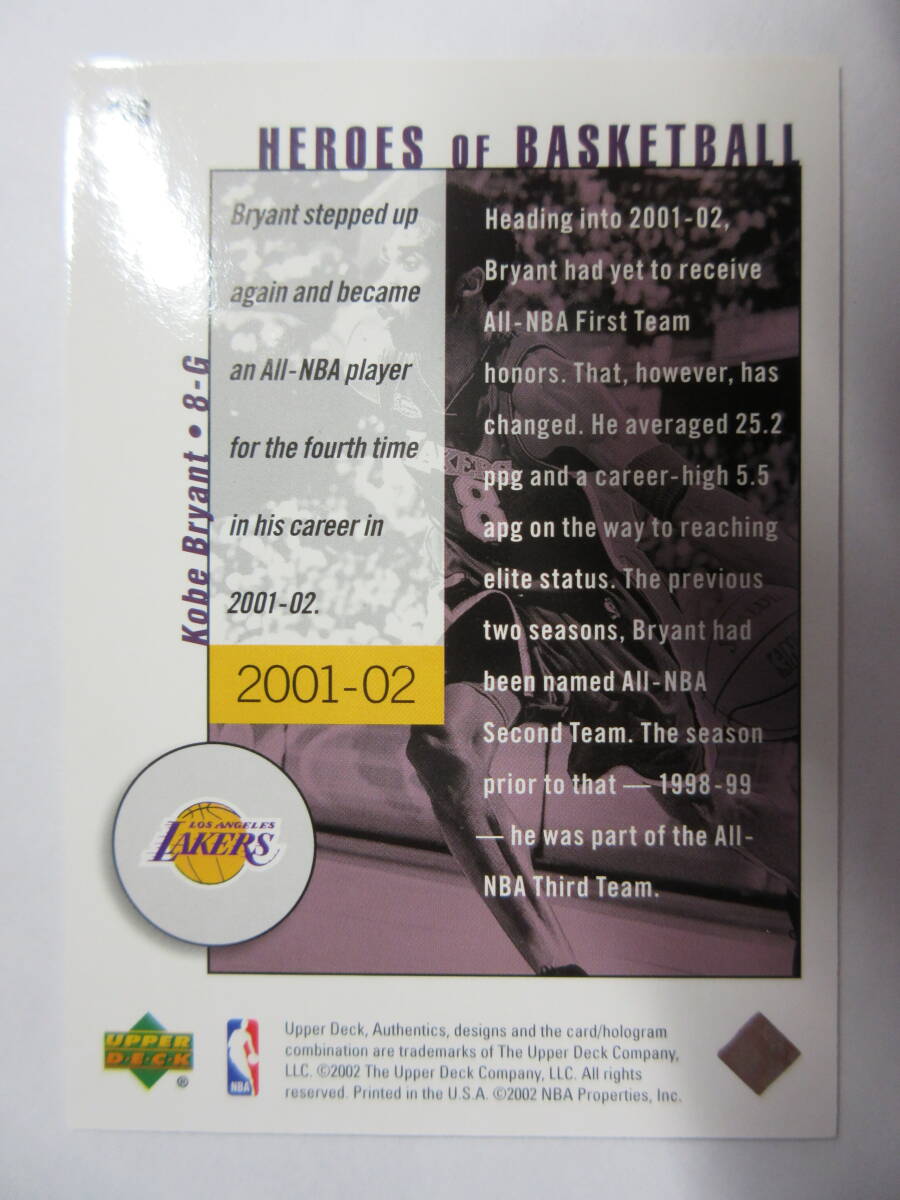 HEROES OF BASKETBALL
Bryant stepped up
again and became
an All-NBA player
for the fourth time
in his career in
2001-02.
2001-02
Kobe Bryant • 8-G
Heading into 2001-02,
Bryant had yet to receive
All-NBA First Team
honors. That, however, has
changed. He averaged 25.2
ppg and a career-high 5.5
apg on the way to reaching
elite status. The previous
two seasons, Bryant had
been named All-NBA
Second Team. The season
prior to that — 1998-99
— he was part of the All-
NBA Third Team.
LAKERS
8
LOS ANGELES
LAKERS
UPPER
DECK
®
NBA
Upper Deck, Authentics, designs and the card/hologram
combination are trademarks of The Upper Deck Company,
LLC. ©2002 The Upper Deck Company, LLC. All rights
reserved. Printed in the U.S.A. ©2002 NBA Properties, Inc.